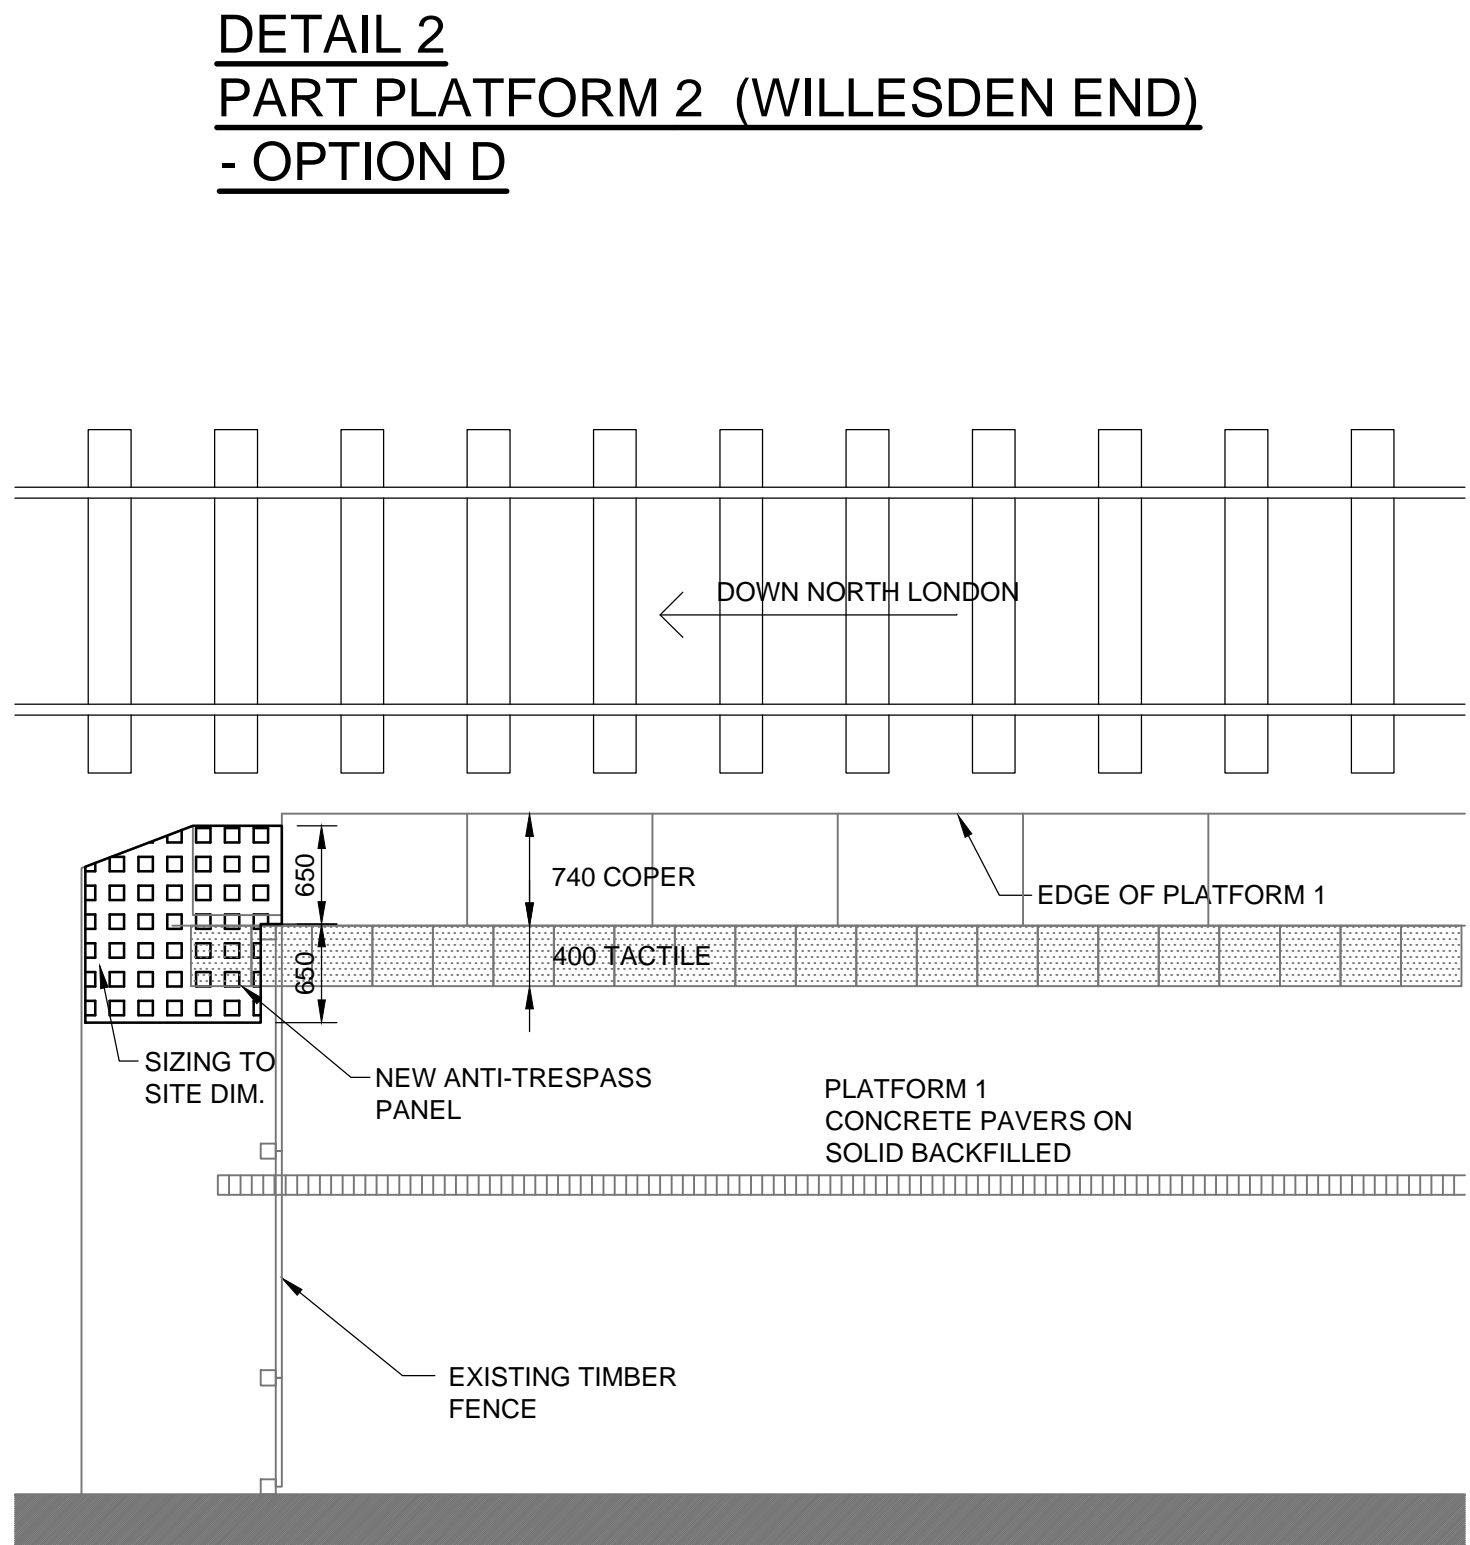 DETAIL 2
PART PLATFORM 2 (WILLESDEN END)
- OPTION D
DOWN NORTH LONDON
650
740 COPER
EDGE OF PLATFORM 1
650
400 TACTILE
SIZING TO
SITE DIM.
NEW ANTI-TRESPASS
PANEL
PLATFORM 1
CONCRETE PAVERS ON
SOLID BACKFILLED
EXISTING TIMBER
FENCE